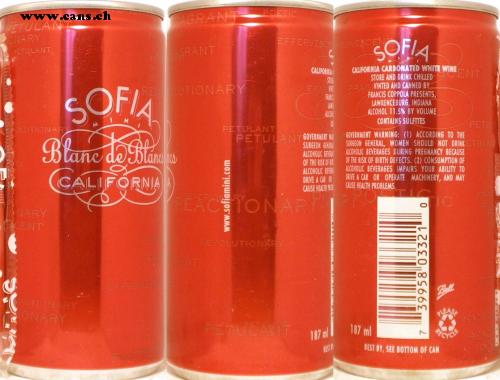 www.cans.ch
SOFIA
MINI
Blanc de Blancs
CALIFORNIA
FRAGRANT
PETULANT
PETULANT
REACTIONARY
REVOLUTIONARY
REVOLUTIONARY
PETULANT
EFFERVESCENT
www.sofiamini.com
187 ml
SOFIA
MINI
CALIFORNIA CARBONATED WHITE WINE
STORE AND DRINK CHILLED
VINTED AND CANNED BY
FRANCIS COPPOLA PRESENTS,
LAWRENCEBURG, INDIANA
ALCOHOL 11.5% BY VOLUME
CONTAINS SULFITES
GOVERNMENT WARNING: (1) ACCORDING TO THE
SURGEON GENERAL, WOMEN SHOULD NOT DRINK
ALCOHOLIC BEVERAGES DURING PREGNANCY BECAUSE
OF THE RISK OF BIRTH DEFECTS. (2) CONSUMPTION OF
ALCOHOLIC BEVERAGES IMPAIRS YOUR ABILITY TO
DRIVE A CAR OR OPERATE MACHINERY, AND MAY
CAUSE HEALTH PROBLEMS.
7 39958 03321 0
Ball
PLEASE
RECYCLE
187 ml
BEST BY, SEE BOTTOM OF CAN